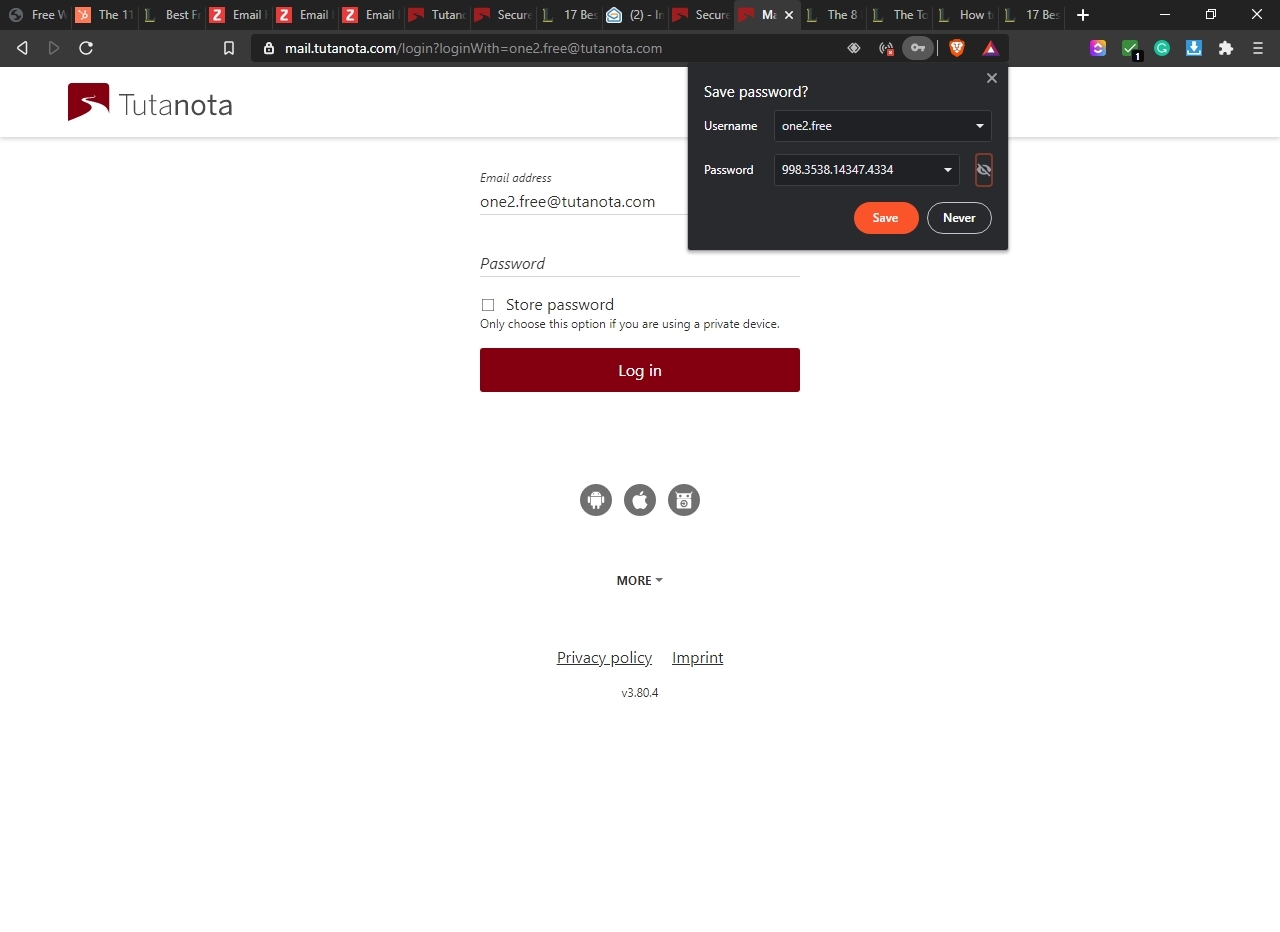 Free W
The 11
Best Fr
Email
Email
Email
Tutano
Secure
17 Bes
(2) - In
Secure
Ma
The 8
The To
How to
17 Bes
mail.tutanota.com/login?loginWith=one2.free@tutanota.com
1
Tutanota
Save password?
Username
one2.free
Password
998.3538.14347.4334
Save
Never
Email address
one2.free@tutanota.com
Password
Store password
Only choose this option if you are using a private device.
Log in
MORE
Privacy policy
Imprint
v3.80.4